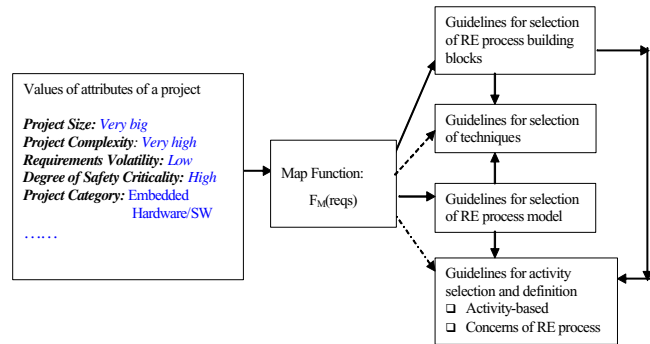 Values of attributes of a project
Project Size: Very big
Project Complexity: Very high
Requirements Volatility: Low
Degree of Safety Criticality: High
Project Category: Embedded
Hardware/SW
……
Map Function:
FM(reqs)
Guidelines for selection
of RE process building
blocks
Guidelines for selection
of techniques
Guidelines for selection
of RE process model
Guidelines for activity
selection and definition
❑ Activity-based
❑ Concerns of RE process